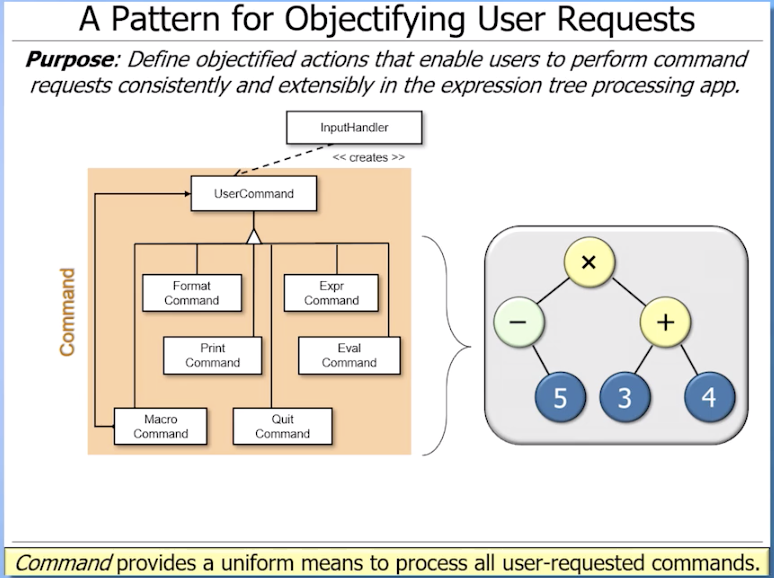 A Pattern for Objectifying User Requests
Purpose: Define objectified actions that enable users to perform command
requests consistently and extensibly in the expression tree processing app.
InputHandler
<< creates >>
UserCommand
Format
Command
Expr
Command
Print
Command
Eval
Command
Macro
Command
Quit
Command
Command
×
−
+
5
3
4
Command provides a uniform means to process all user-requested commands.